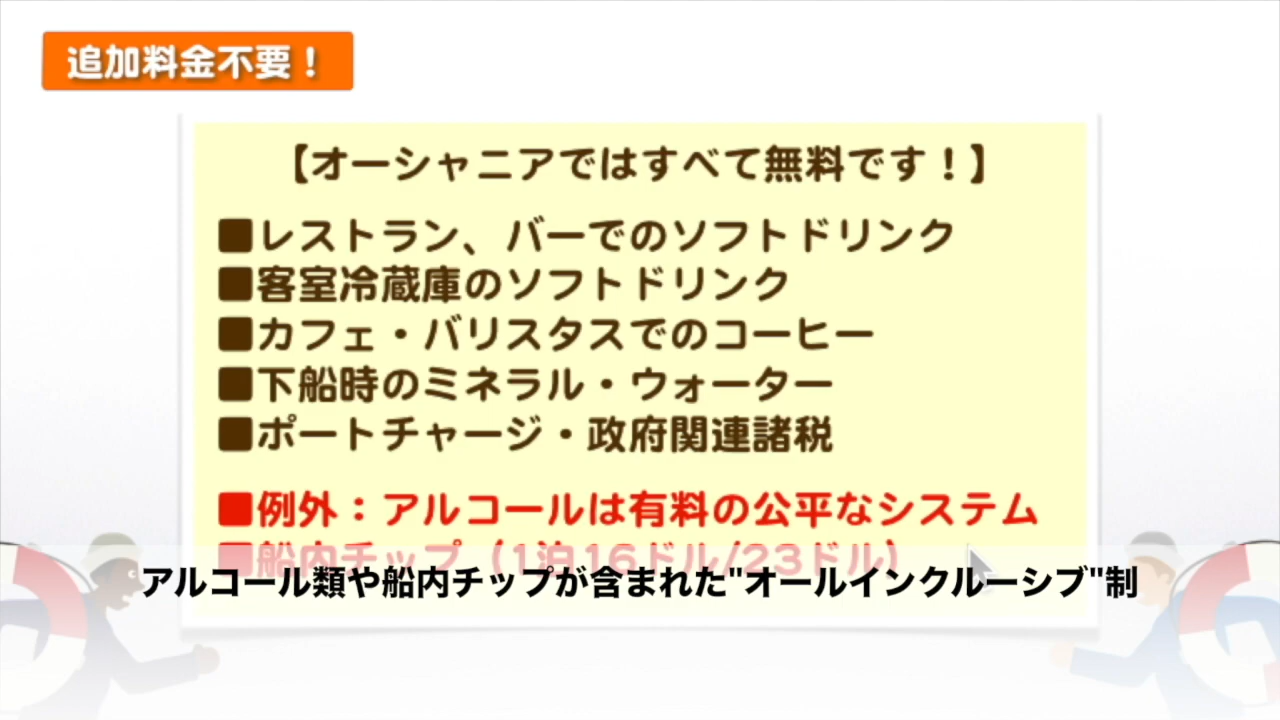 追加料金不要！
【オーシャニアではすべて無料です！】
■レストラン、バーでのソフトドリンク
■客室冷蔵庫のソフトドリンク
■カフェ・バリスタスでのコーヒー
■下船時のミネラル・ウォーター
■ポートチャージ・政府関連諸税
■例外：アルコールは有料の公平なシステム
■船内チップ（1泊16ドル/23ドル）
アルコール類や船内チップが含まれた"オールインクルーシブ"制